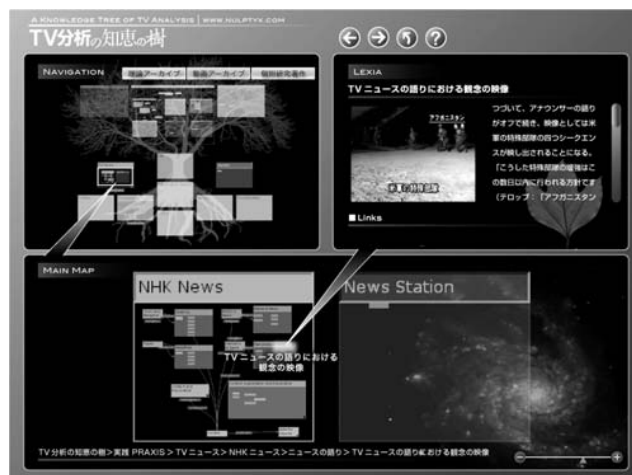 A KNOWLEDGE TREE OF TV ANALYSIS | WWW.NULPTYX.COM
TV分析の知恵の樹
NAVIGATION
理論アーカイブ 動画アーカイブ 個別研究著作
LEXIA
TVニュースの語りにおける観念の映像
アフガニスタン
米軍の特殊部隊
つづいて、アナウンサーの語り
がオフで続き、映像としては米
軍の特殊部隊の四つシークエン
スが映し出されることになる。
「こうした特殊部隊の増強はこ
の数日以内に行われる方針です
(テロップ:「アフガニスタン
Links
MAIN MAP
NHK News
News Station
TVニュースの語りにおける
観念の映像
TV分析の知恵の樹>実践 PRAXIS>TVニュース>NHKニュース>ニュースの語り>TVニュースの語りにおける観念の映像